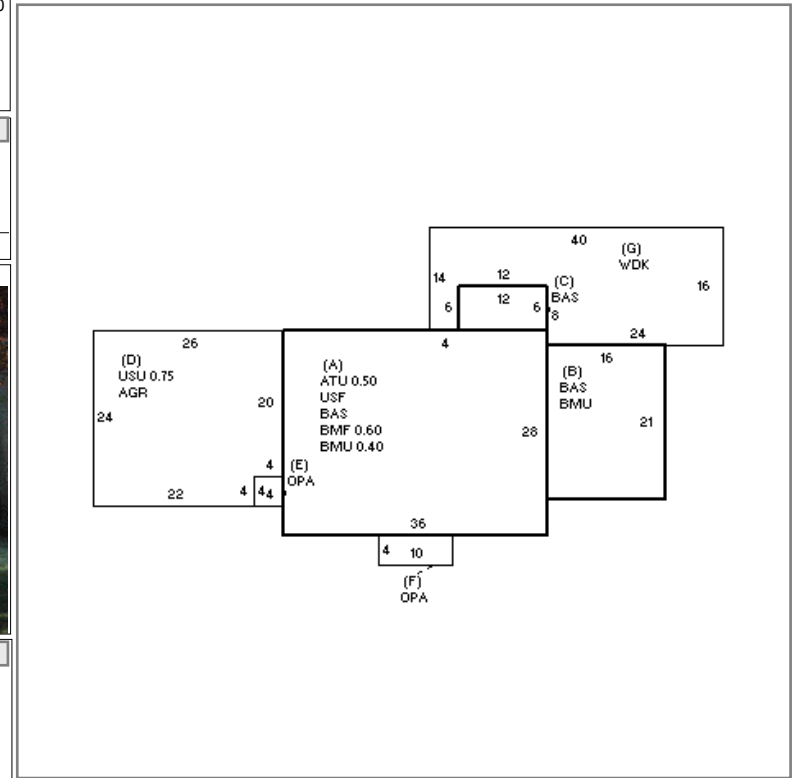 40
(G)
WDK
14
12
16
(C)
BAS
12
6
6
8
24
4
26
(D)
USU 0.75
AGR
24
20
(A)
ATU 0.50
USF
BAS
BMF 0.60
BMU 0.40
28
16
(B)
BAS
BMU
21
4
(E)
OPA
4
4
4
22
36
4
10
(F)
OPA